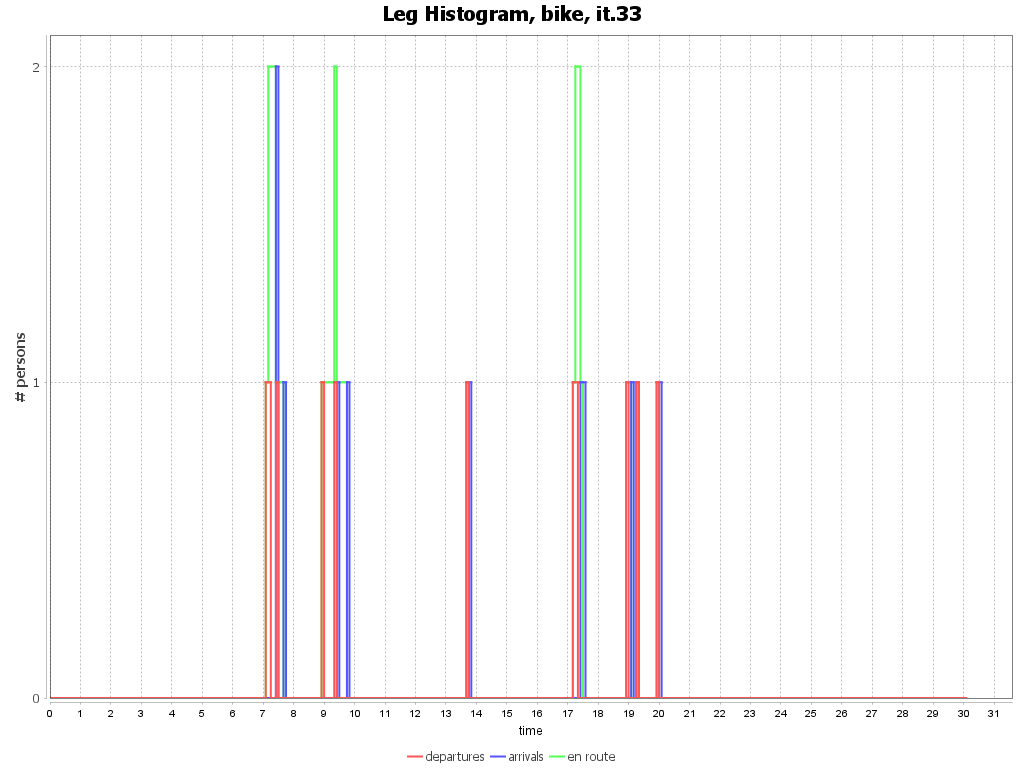 Leg Histogram, bike, it.33
# persons
2
1
0
0 1 2 3 4 5 6 7 8 9 10 11 12 13 14 15 16 17 18 19 20 21 22 23 24 25 26 27 28 29 30 31
time
departures arrivals en route